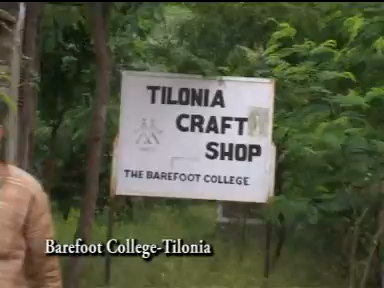 TILONIA
CRAFT
SHOP
THE BAREFOOT COLLEGE
Barefoot College-Tilonia